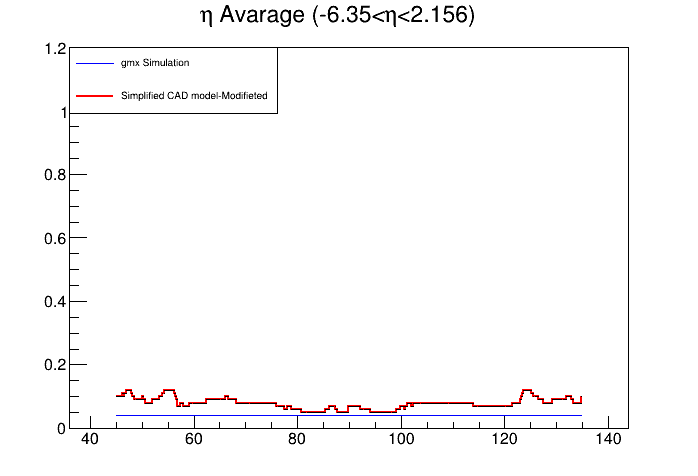 η Avarage (-6.35<η<2.156)
gmx Simulation
Simplified CAD model-Modifieted
1.2
1
0.8
0.6
0.4
0.2
0
40 60 80 100 120 140